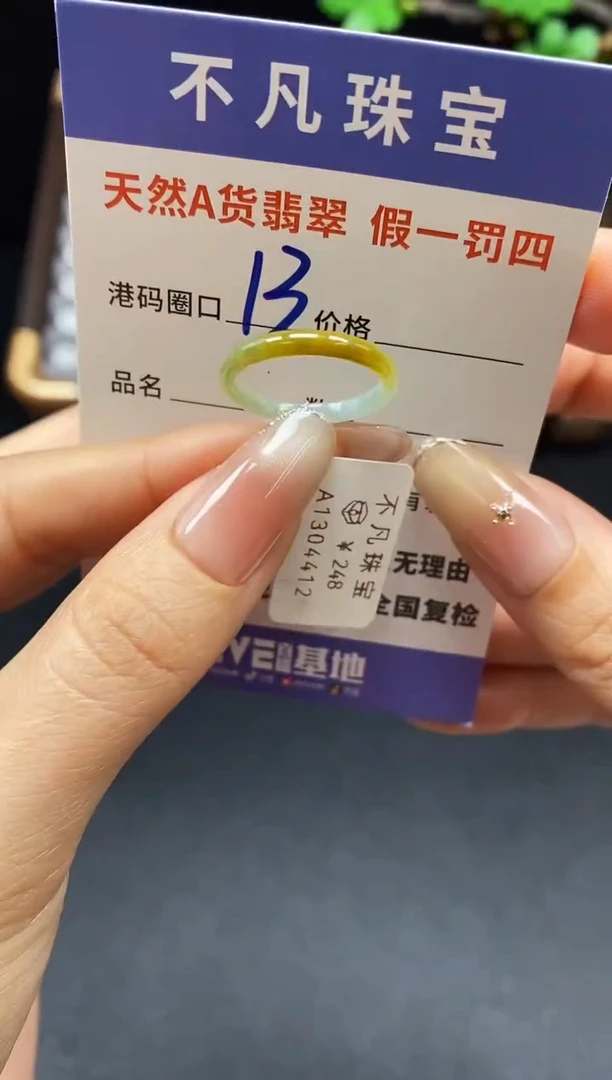 不凡珠宝
天然A货翡翠 假一罚四
港码圈口 13 价格
品名
不凡珠宝
￥248
A1304412
无理由
全国复检
基地